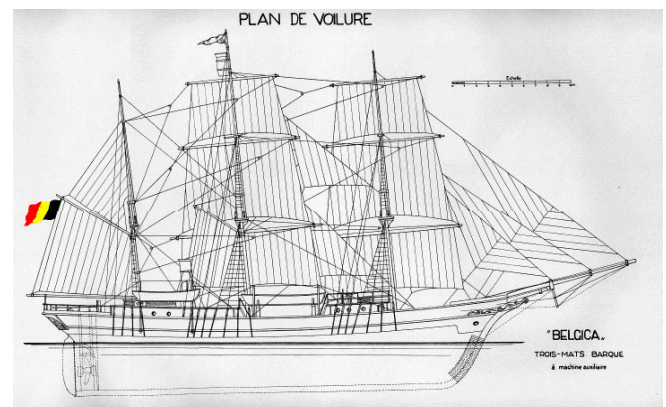 PLAN DE VOILURE
Echelle
"BELGICA„
TROIS-MATS BARQUE
à machine auxiliaire